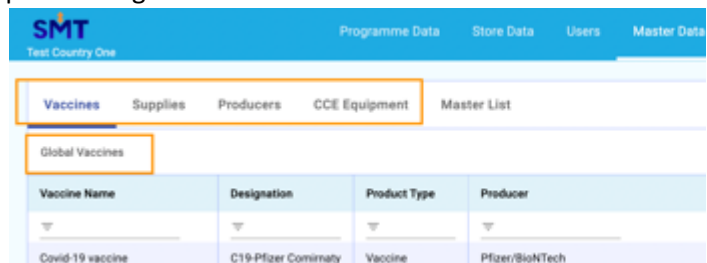 SMT
Test Country One
Programme Data Store Data Users Master Data
Vaccines Supplies Producers CCE Equipment Master List
Global Vaccines
Vaccine Name Designation Product Type Producer
Covid-19 vaccine C19-Pfizer Comirnaty Vaccine Pfizer/BioNTech